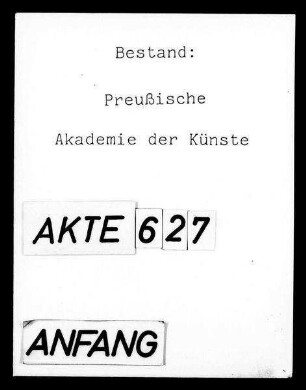 Bestand:
Preußische
Akademie der Künste
AKTE 627
ANFANG